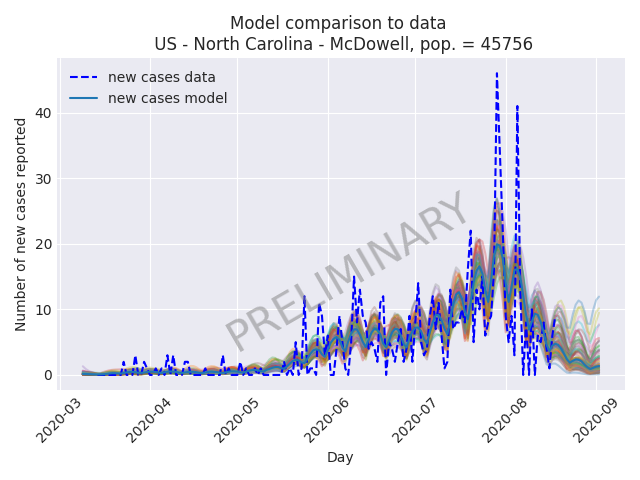 Model comparison to data
US - North Carolina - McDowell, pop. = 45756
new cases data
new cases model
PRELIMINARY
Number of new cases reported
40
30
20
10
0
2020-03
2020-04
2020-05
2020-06
2020-07
2020-08
2020-09
Day